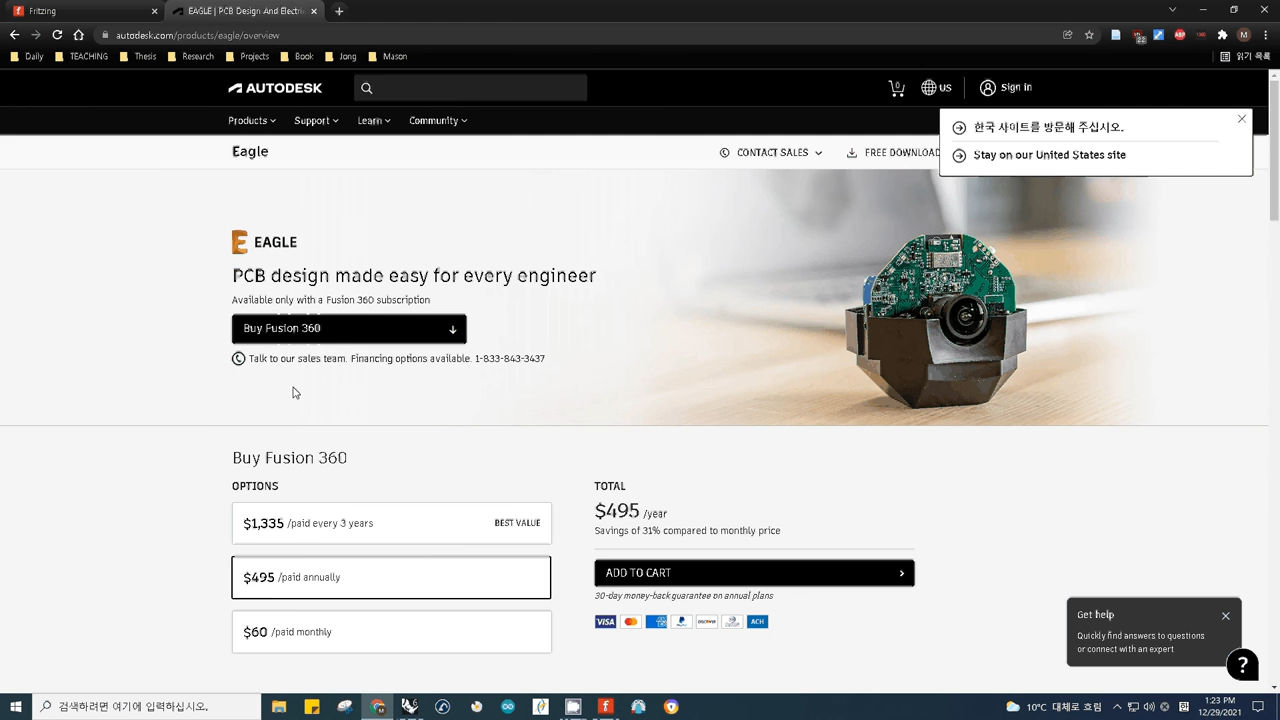 Fritzing
EAGLE | PCB Design And Electri
autodesk.com/products/eagle/overview
Daily TEACHING Thesis Research Projects Book Jong Mason
읽기 목록
AUTODESK
0 US Sign in
Products Support Learn Community
한국 사이트를 방문해 주십시오.
Stay on our United States site
Eagle CONTACT SALES FREE DOWNLOAD
E EAGLE
PCB design made easy for every engineer
Available only with a Fusion 360 subscription
Buy Fusion 360
Talk to our sales team. Financing options available. 1-833-843-3437
Buy Fusion 360
OPTIONS
$1,335 /paid every 3 years BEST VALUE
$495 /paid annually
$60 /paid monthly
TOTAL
$495 /year
Savings of 31% compared to monthly price
ADD TO CART
30-day money-back guarantee on annual plans
VISA DISCOVER ACH
Get help
Quickly find answers to questions
or connect with an expert
?
검색하려면 여기에 입력하십시오.
10°C 대체로 흐림
1:23 PM
12/29/2021